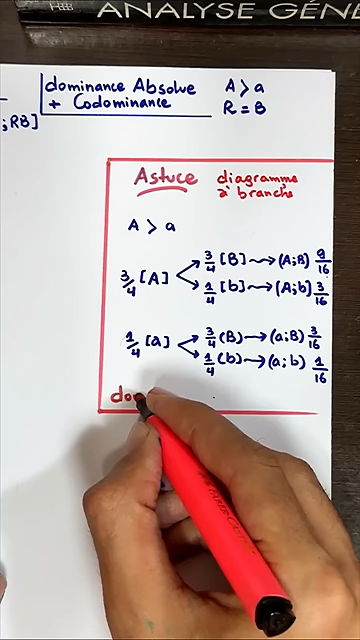 ANALYSE GÉNÉ
dominance Absolue A > a
+ Codominance R = B
;RB]
Astuce diagramme
à branche
A > a
3/4 [A]
3/4 [B] → (A;B) 9/16
1/4 [b] → (A;b) 3/16
1/4 [a]
3/4 (B) → (a;B) 3/16
1/4 (b) → (a;b) 1/16
do